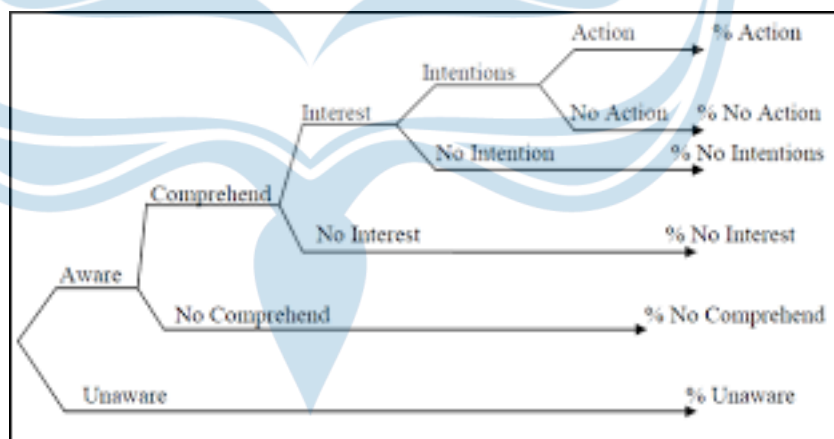 Action % Action
Intentions
Interest No Action % No Action
No Intention % No Intentions
Comprehend
No Interest % No Interest
Aware
No Comprehend % No Comprehend
Unaware % Unaware